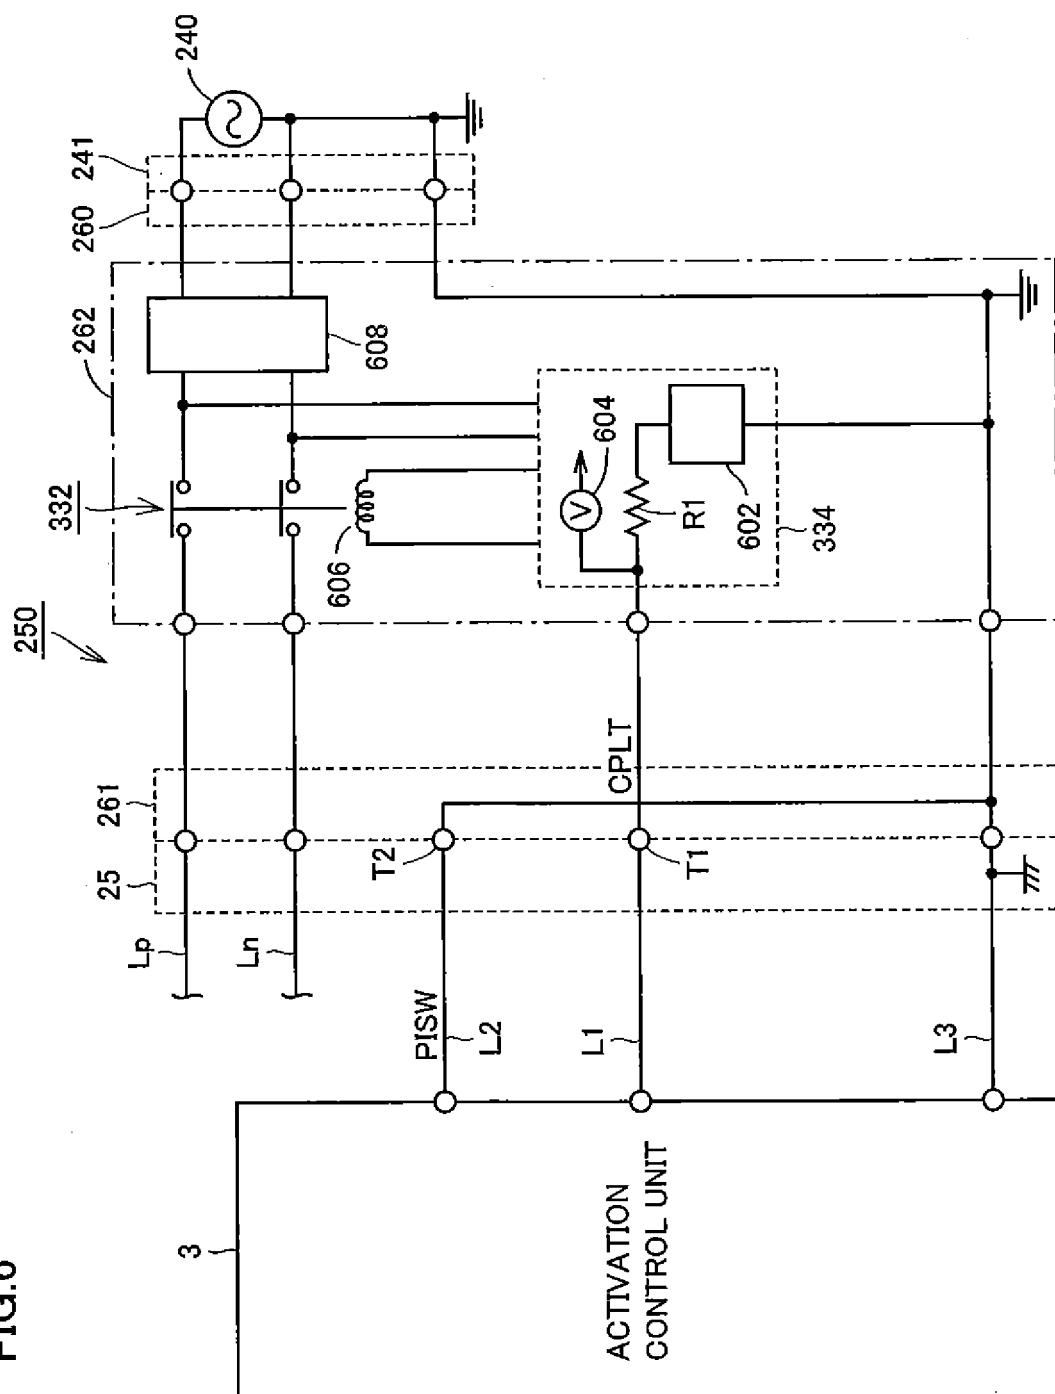 FIG.6
3
ACTIVATION
CONTROL UNIT
PISW
L2
L1
L3
Lp
Ln
25
261
T2
T1
CPLT
250
332
262
606
608
604
R1
602
334
260
241
240
V